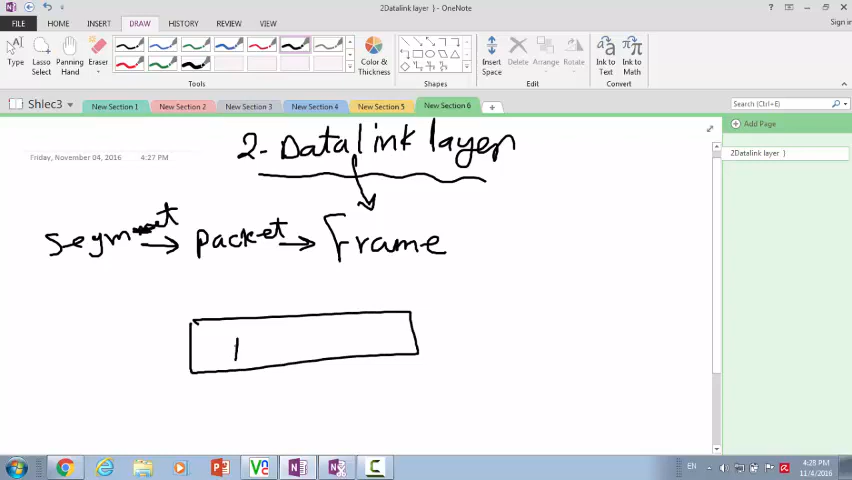 2Datalink layer ) - OneNote
Sign in
FILE HOME INSERT DRAW HISTORY REVIEW VIEW
Type Lasso Select Panning Hand Eraser Color & Thickness Insert Space Delete Arrange Rotate Ink to Text Ink to Math
Tools Shapes Edit Convert
Shlec3 New Section 1 New Section 2 New Section 3 New Section 4 New Section 5 New Section 6 Search (Ctrl+E)
Add Page
2Datalink layer )
2- Datalink layer
Friday, November 04, 2016 4:27 PM
Segment → packet → Frame
EN 4:28 PM
11/4/2016